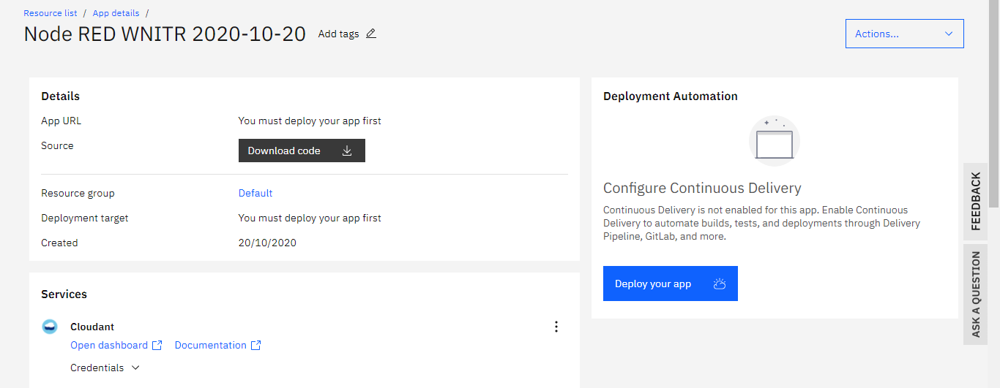 Resource list / App details /
Node RED WNITR 2020-10-20 Add tags
Actions...
Details
App URL You must deploy your app first
Source Download code
Resource group Default
Deployment target You must deploy your app first
Created 20/10/2020
Services
Cloudant
Open dashboard Documentation
Credentials
Deployment Automation
Configure Continuous Delivery
Continuous Delivery is not enabled for this app. Enable Continuous
Delivery to automate builds, tests, and deployments through Delivery
Pipeline, GitLab, and more.
Deploy your app
FEEDBACK
ASK A QUESTION